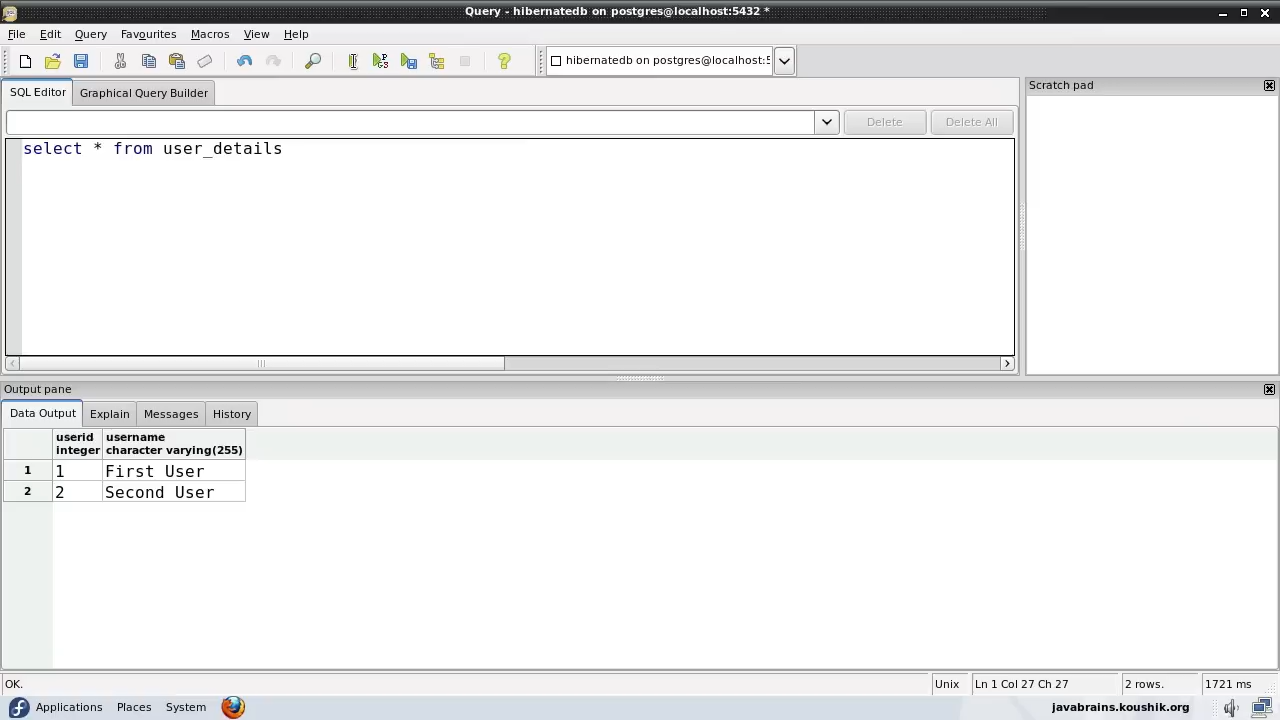 Query - hibernatedb on postgres@localhost:5432 *
File Edit Query Favourites Macros View Help
hibernatedb on postgres@localhost:5
SQL Editor Graphical Query Builder
Scratch pad
Delete Delete All
select * from user_details
Output pane
Data Output Explain Messages History
userid username
integer character varying(255)
1 1 First User
2 2 Second User
OK. Unix Ln 1 Col 27 Ch 27 2 rows. 1721 ms
Applications Places System javabrains.koushik.org